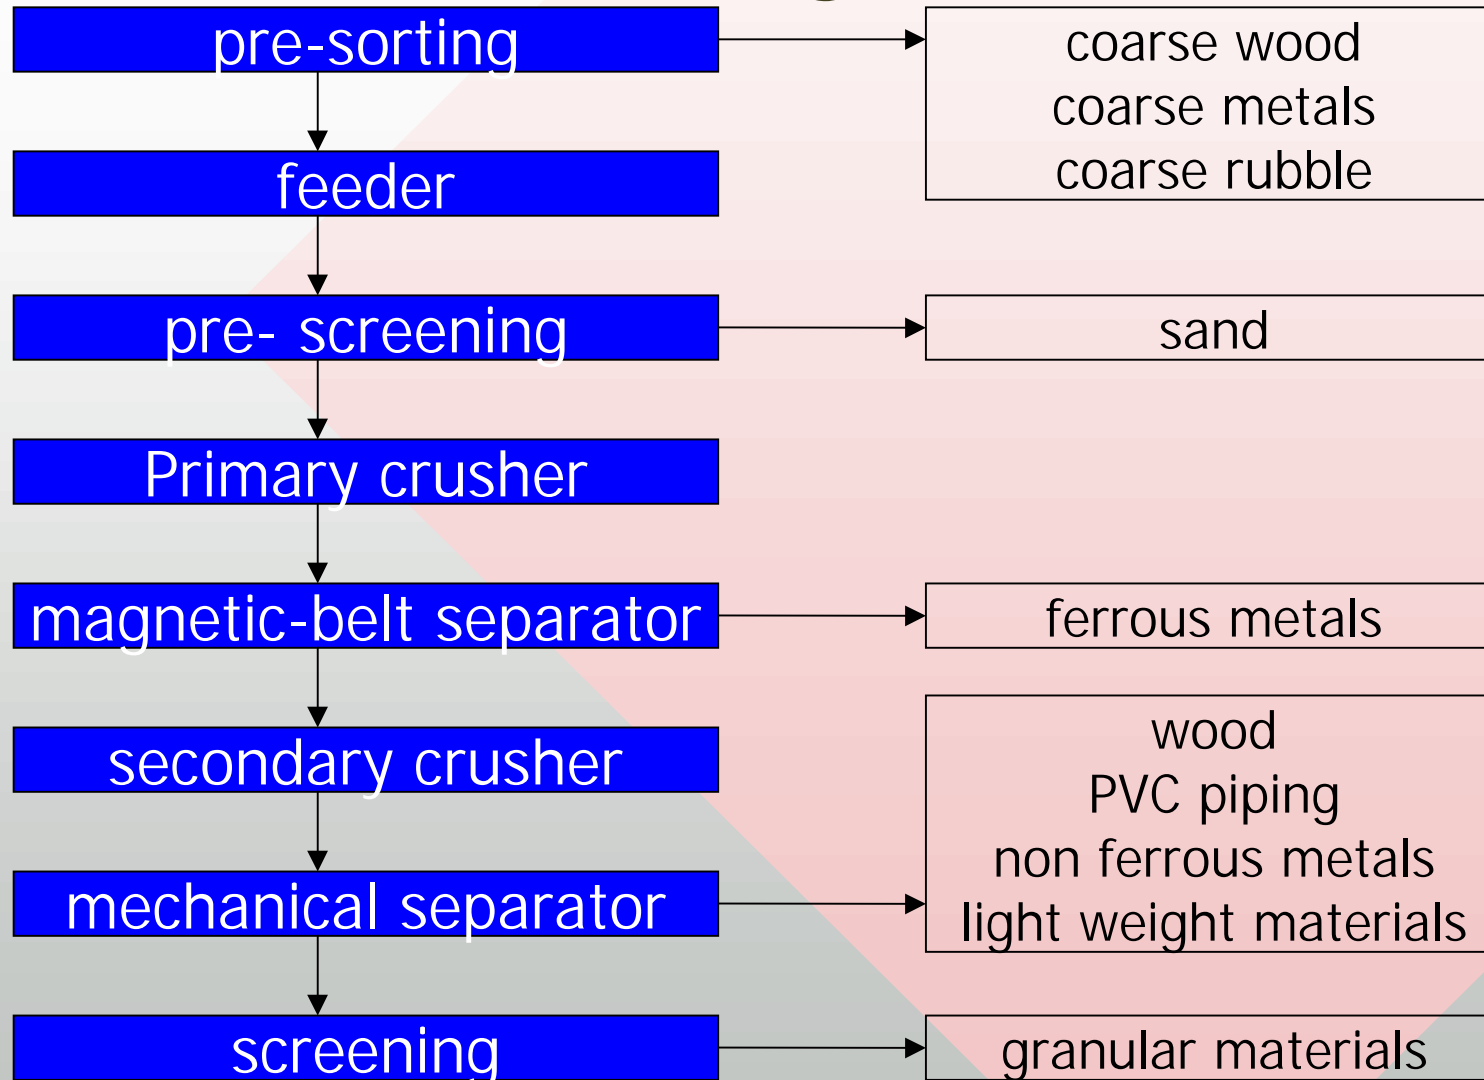 pre-sorting
coarse wood
coarse metals
coarse rubble
feeder
pre- screening
sand
Primary crusher
magnetic-belt separator
ferrous metals
secondary crusher
wood
PVC piping
non ferrous metals
light weight materials
mechanical separator
screening
granular materials